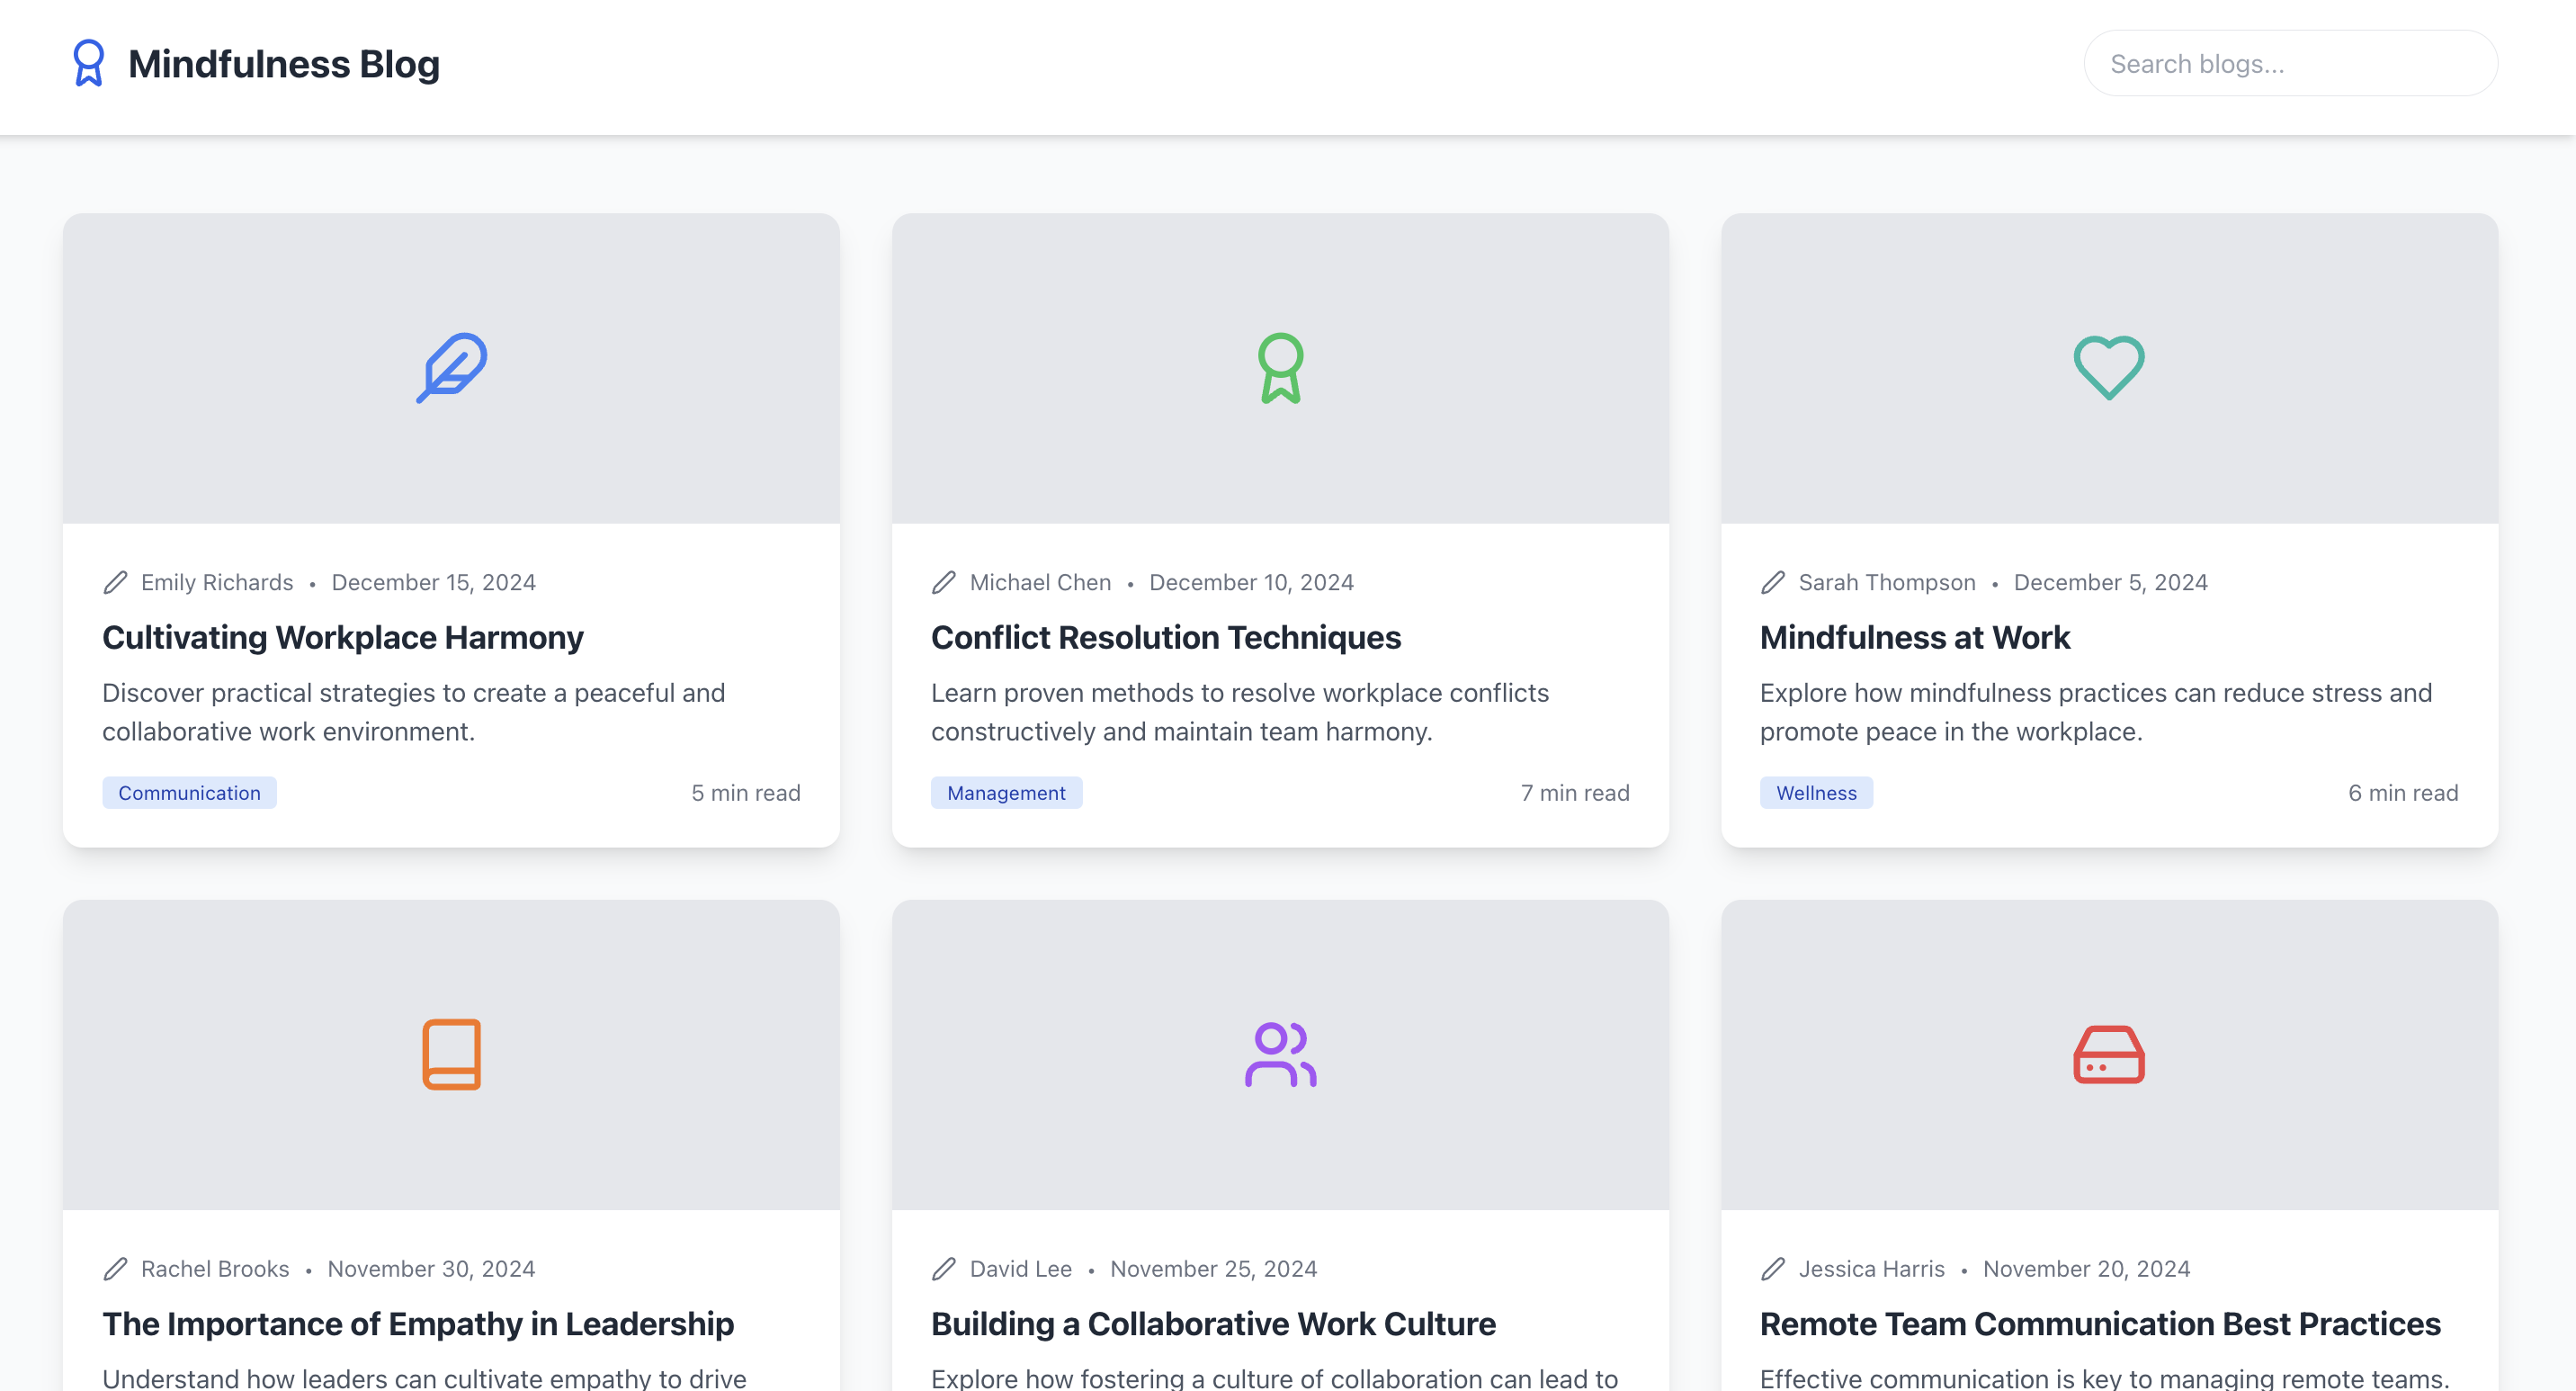 Mindfulness Blog
Search blogs...
Emily Richards • December 15, 2024
Cultivating Workplace Harmony
Discover practical strategies to create a peaceful and
collaborative work environment.
Communication
5 min read
Michael Chen • December 10, 2024
Conflict Resolution Techniques
Learn proven methods to resolve workplace conflicts
constructively and maintain team harmony.
Management
7 min read
Sarah Thompson • December 5, 2024
Mindfulness at Work
Explore how mindfulness practices can reduce stress and
promote peace in the workplace.
Wellness
6 min read
Rachel Brooks • November 30, 2024
The Importance of Empathy in Leadership
Understand how leaders can cultivate empathy to drive
David Lee • November 25, 2024
Building a Collaborative Work Culture
Explore how fostering a culture of collaboration can lead to
Jessica Harris • November 20, 2024
Remote Team Communication Best Practices
Effective communication is key to managing remote teams.